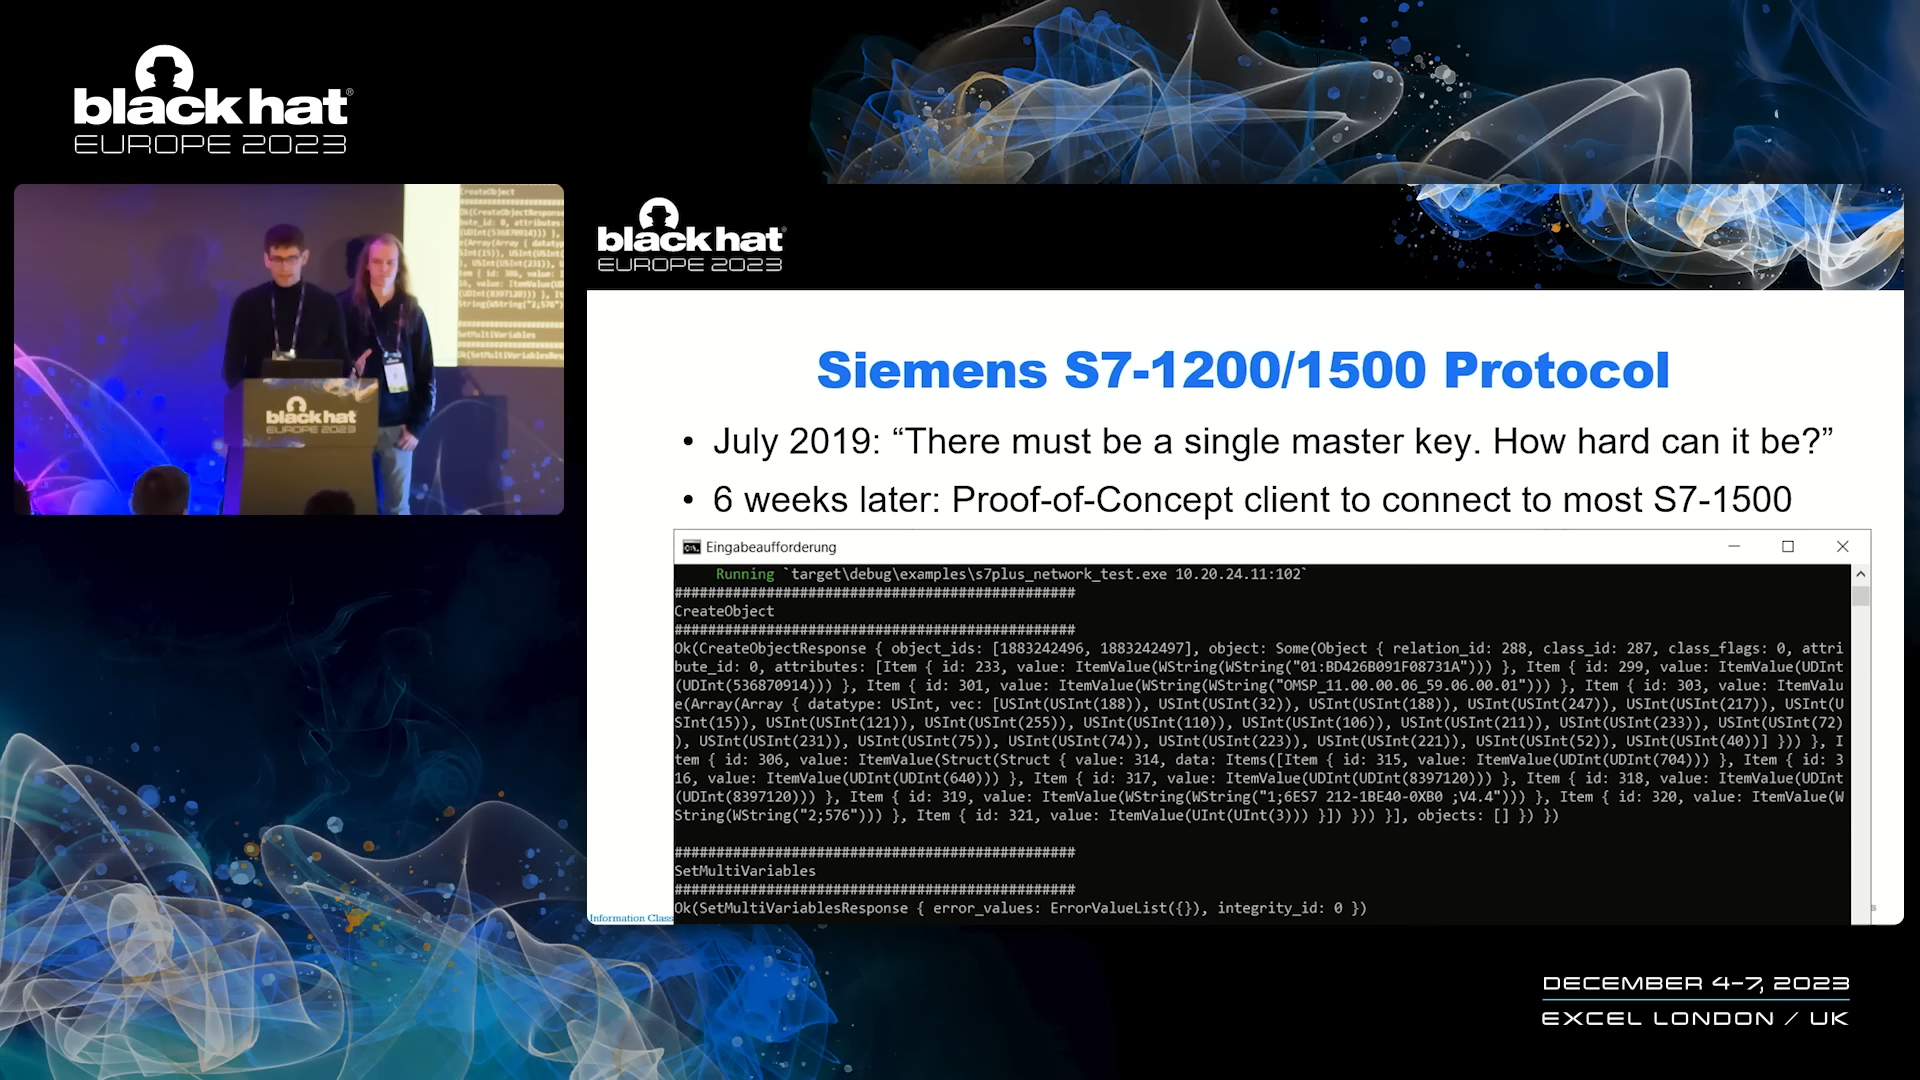 black hat®
EUROPE 2023
CreateObject
black hat
EUROPE 2023
black hat®
EUROPE 2023
Siemens S7-1200/1500 Protocol
• July 2019: “There must be a single master key. How hard can it be?”
• 6 weeks later: Proof-of-Concept client to connect to most S7-1500
Eingabeaufforderung
Running `target\debug\examples\s7plus_network_test.exe 10.20.24.11:102`
################################################
CreateObject
################################################
Ok(CreateObjectResponse { object_ids: [1883242496, 1883242497], object: Some(Object { relation_id: 288, class_id: 287, class_flags: 0, attri
bute_id: 0, attributes: [Item { id: 233, value: ItemValue(WString(WString("01:BD426B091F08731A"))) }, Item { id: 299, value: ItemValue(UDInt
(UDInt(536870914))) }, Item { id: 301, value: ItemValue(WString(WString("OMSP_11.00.00.06_59.06.00.01"))) }, Item { id: 303, value: ItemValu
e(Array(Array { datatype: USInt, vec: [USInt(USInt(188)), USInt(USInt(32)), USInt(USInt(188)), USInt(USInt(247)), USInt(USInt(217)), USInt(U
SInt(15)), USInt(USInt(121)), USInt(USInt(255)), USInt(USInt(110)), USInt(USInt(106)), USInt(USInt(211)), USInt(USInt(233)), USInt(USInt(72)
), USInt(USInt(231)), USInt(USInt(75)), USInt(USInt(74)), USInt(USInt(223)), USInt(USInt(221)), USInt(USInt(52)), USInt(USInt(40))] })) }, I
tem { id: 306, value: ItemValue(Struct(Struct { value: 314, data: Items([Item { id: 315, value: ItemValue(UDInt(UDInt(704))) }, Item { id: 3
16, value: ItemValue(UDInt(UDInt(640))) }, Item { id: 317, value: ItemValue(UDInt(UDInt(8397120))) }, Item { id: 318, value: ItemValue(UDInt
(UDInt(8397120))) }, Item { id: 319, value: ItemValue(WString(WString("1;6ES7 212-1BE40-0XB0 ;V4.4"))) }, Item { id: 320, value: ItemValue(W
String(WString("2;576"))) }, Item { id: 321, value: ItemValue(UInt(UInt(3))) }]) })) }], objects: [] }) })
################################################
SetMultiVariables
################################################
Ok(SetMultiVariablesResponse { error_values: ErrorValueList({}), integrity_id: 0 })
Information Class
DECEMBER 4-7, 2023
EXCEL LONDON / UK